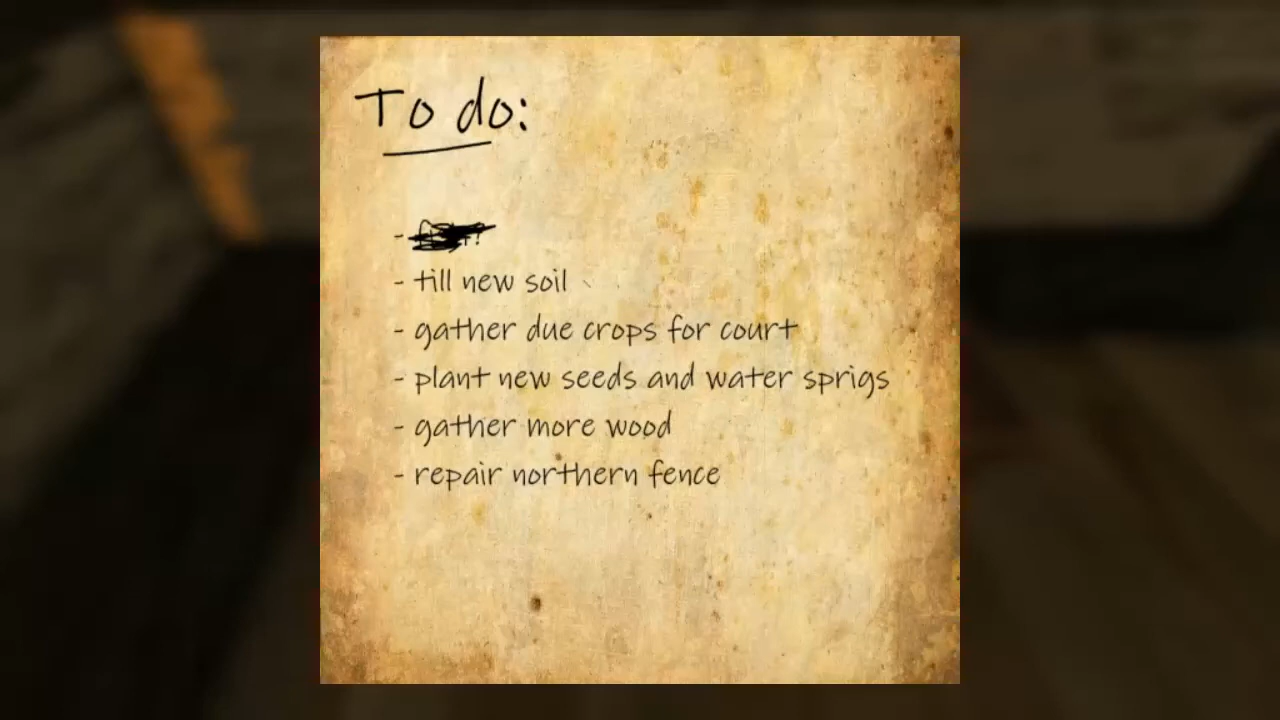 To do:
-
- till new soil
- gather due crops for court
- plant new seeds and water sprigs
- gather more wood
- repair northern fence